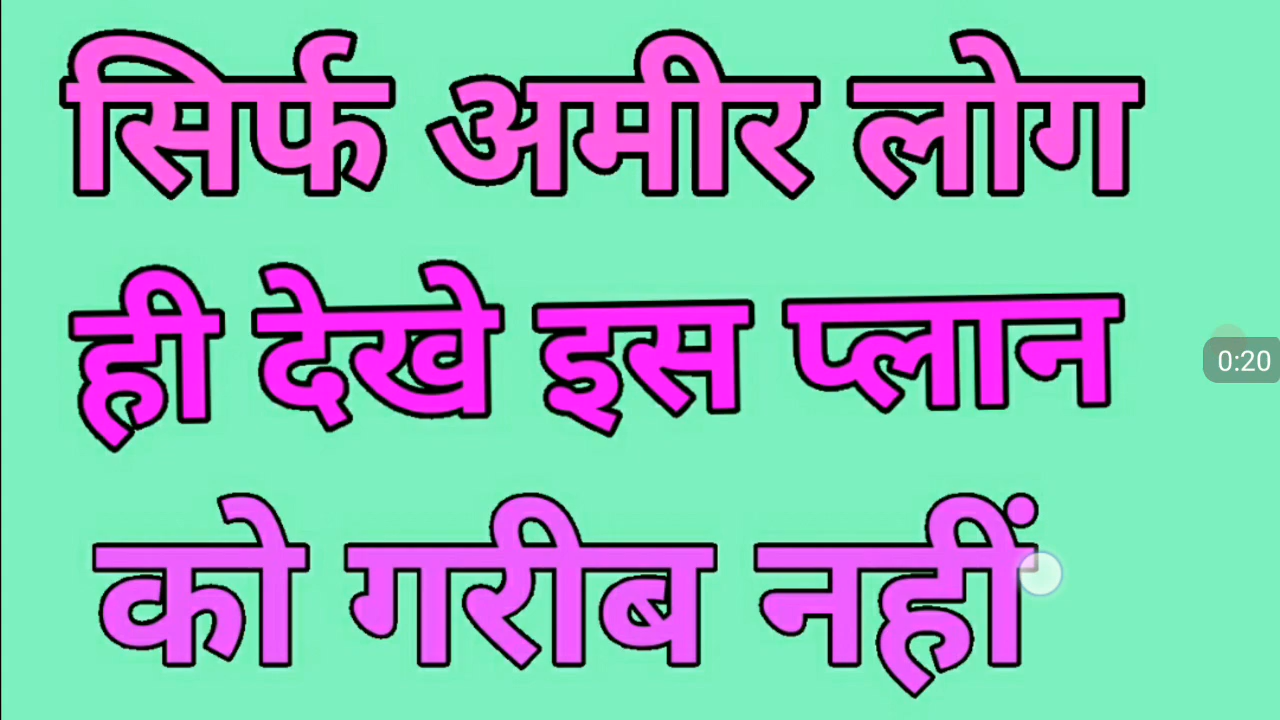 सिर्फ अमीर लोग
ही देखे इस प्लान
0:20
को गरीब नहीं